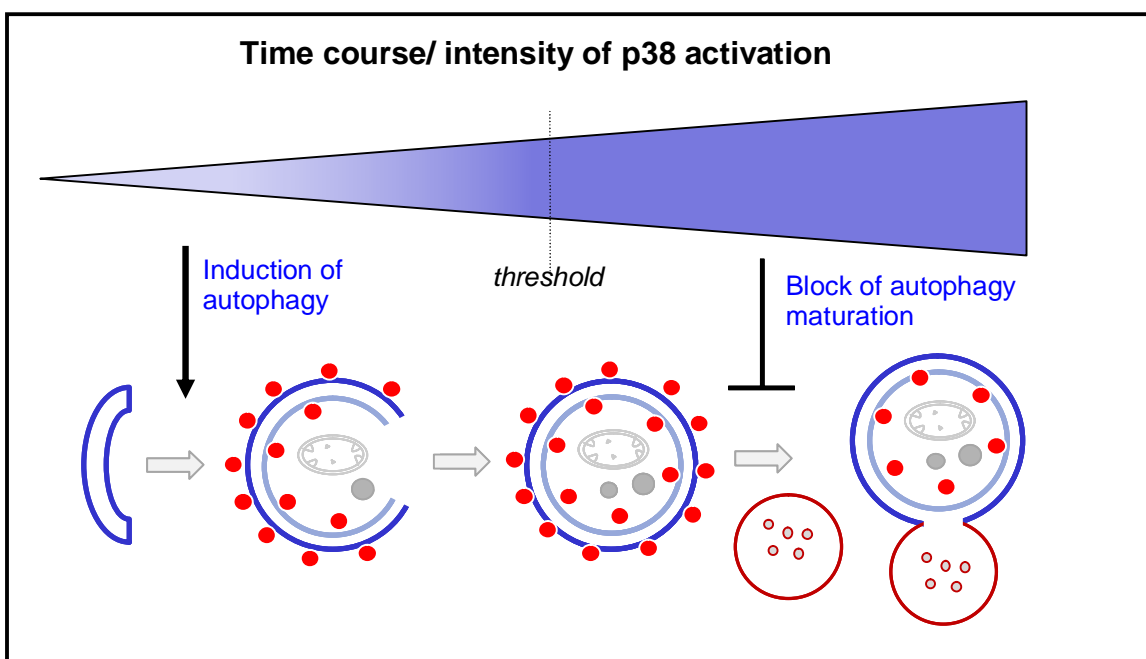 Time course/ intensity of p38 activation
Induction of
autophagy
threshold
Block of autophagy
maturation